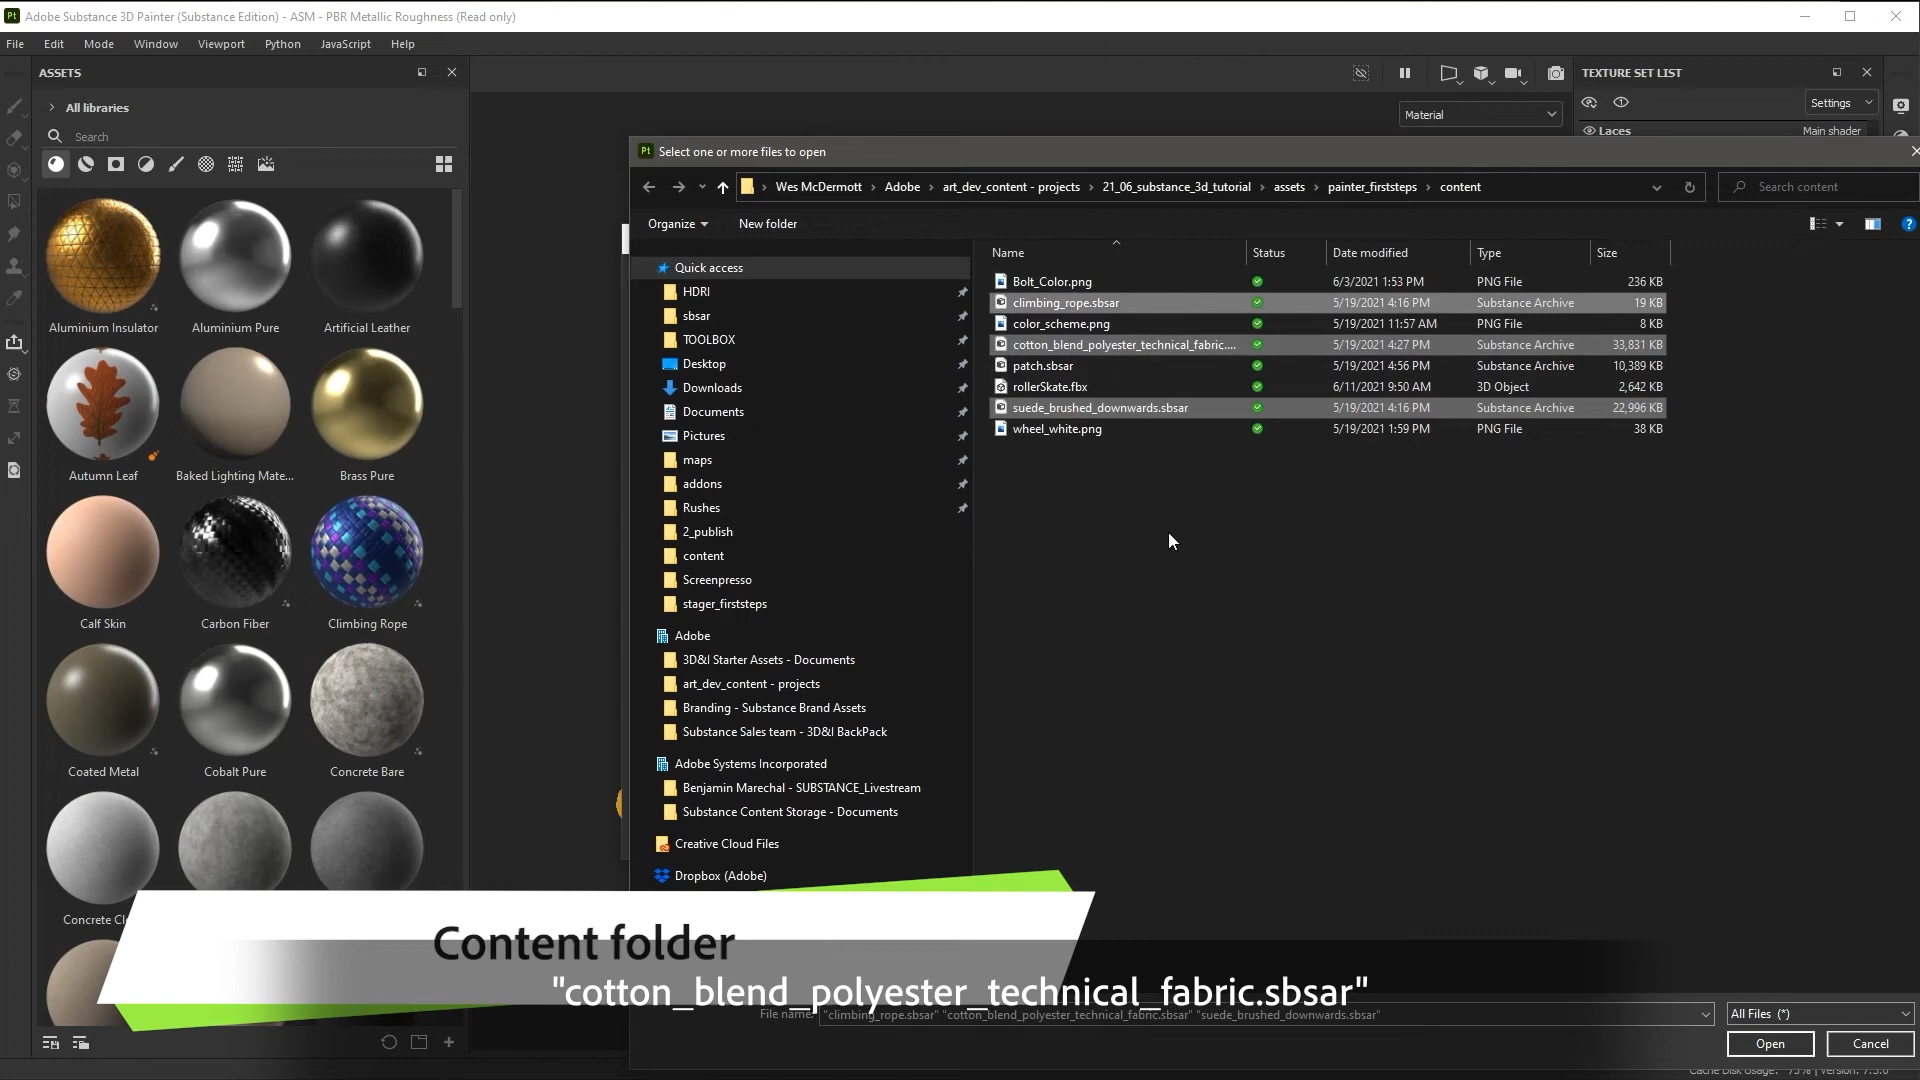 Adobe Substance 3D Painter (Substance Edition) - ASM - PBR Metallic Roughness (Read only)
File Edit Mode Window Viewport Python JavaScript Help
ASSETS
All libraries
Search
Aluminium Insulator Aluminium Pure Artificial Leather
Autumn Leaf Baked Lighting Mate... Brass Pure
Calf Skin Carbon Fiber Climbing Rope
Coated Metal Cobalt Pure Concrete Bare
Concrete Cl
Material
TEXTURE SET LIST
Settings
Laces Main shader
Select one or more files to open
Wes McDermott Adobe art_dev_content - projects 21_06_substance_3d_tutorial assets painter_firststeps content
Search content
Organize New folder
Quick access
HDRI
sbsar
TOOLBOX
Desktop
Downloads
Documents
Pictures
maps
addons
Rushes
2_publish
content
Screenpresso
stager_firststeps
Adobe
3D&I Starter Assets - Documents
art_dev_content - projects
Branding - Substance Brand Assets
Substance Sales team - 3D&I BackPack
Adobe Systems Incorporated
Benjamin Marechal - SUBSTANCE_Livestream
Substance Content Storage - Documents
Creative Cloud Files
Dropbox (Adobe)
Name Status Date modified Type Size
Bolt_Color.png 6/3/2021 1:53 PM PNG File 236 KB
climbing_rope.sbsar 5/19/2021 4:16 PM Substance Archive 19 KB
color_scheme.png 5/19/2021 11:57 AM PNG File 8 KB
cotton_blend_polyester_technical_fabric.... 5/19/2021 4:27 PM Substance Archive 33,831 KB
patch.sbsar 5/19/2021 4:56 PM Substance Archive 10,389 KB
rollerSkate.fbx 6/11/2021 9:50 AM 3D Object 2,642 KB
suede_brushed_downwards.sbsar 5/19/2021 4:16 PM Substance Archive 22,996 KB
wheel_white.png 5/19/2021 1:59 PM PNG File 38 KB
Content folder
"cotton_blend_polyester_technical_fabric.sbsar"
File name: "climbing_rope.sbsar" "cotton_blend_polyester_technical_fabric.sbsar" "suede_brushed_downwards.sbsar"
All Files (*)
Open Cancel
Cache Disk Usage: 75% | Version: 7.3.0